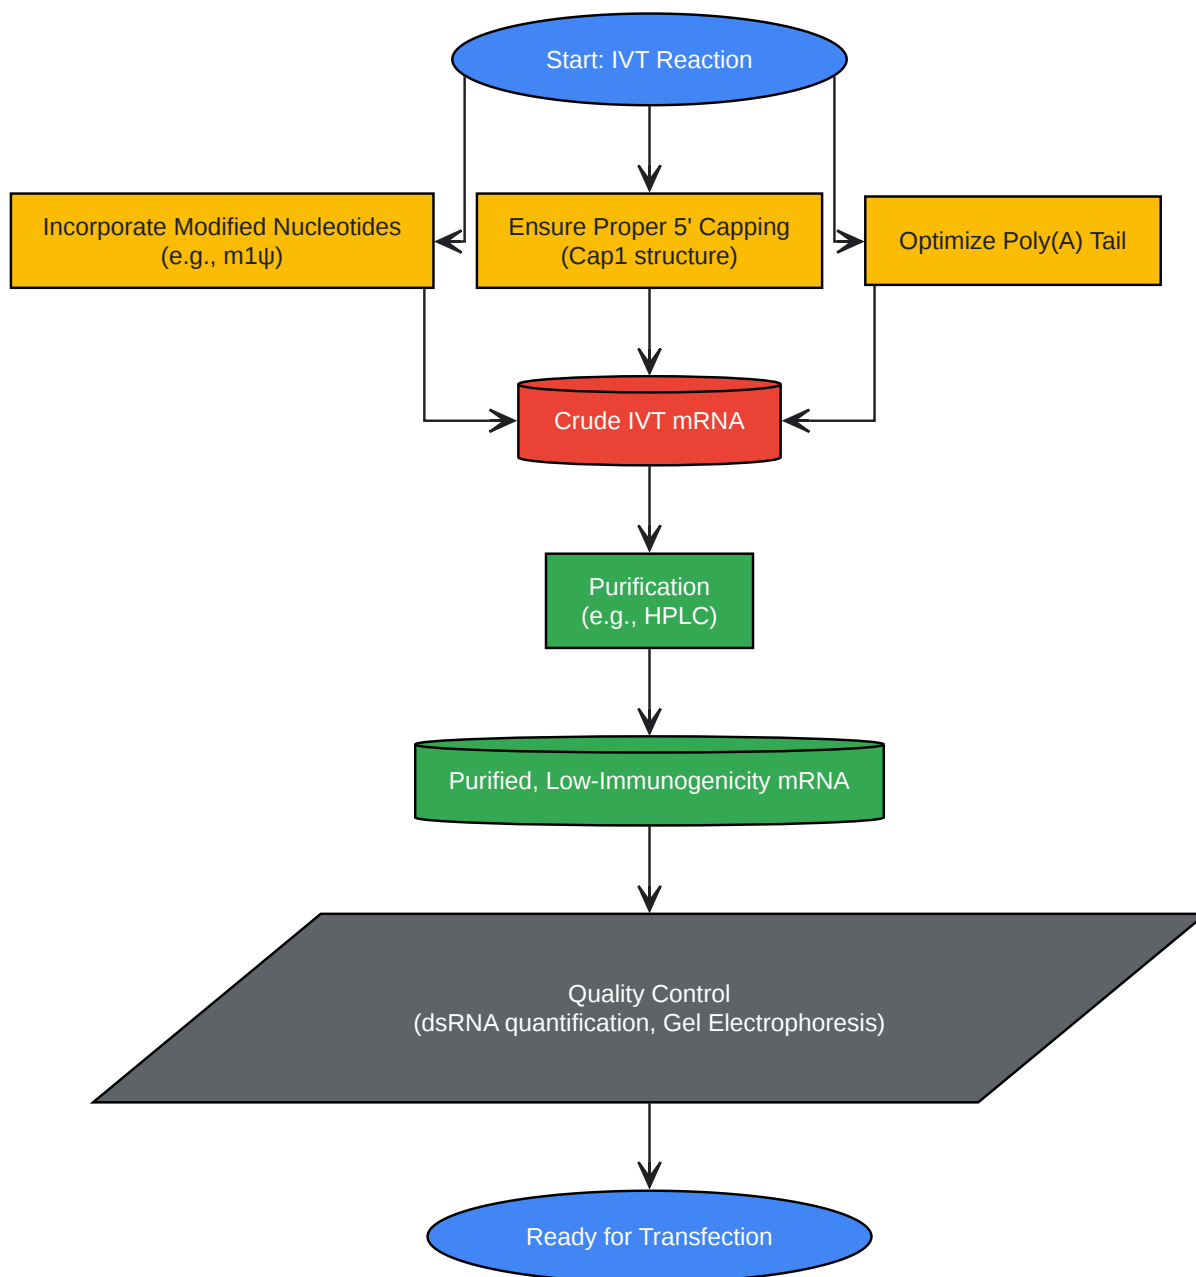 Start: IVT Reaction
Incorporate Modified Nucleotides
(e.g., m1ψ)
Ensure Proper 5' Capping
(Cap1 structure)
Optimize Poly(A) Tail
Crude IVT mRNA
Purification
(e.g., HPLC)
Purified, Low-Immunogenicity mRNA
Quality Control
(dsRNA quantification, Gel Electrophoresis)
Ready for Transfection